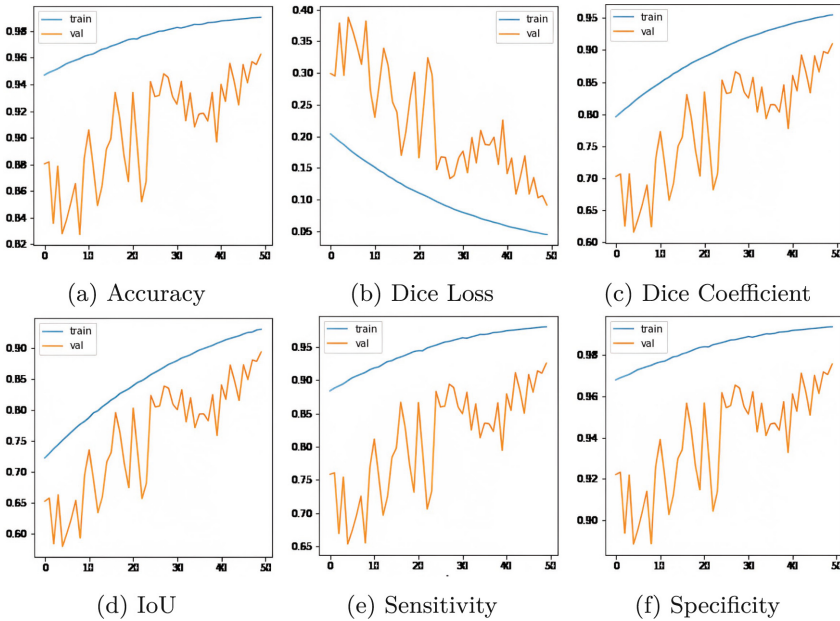 train
val
0.98
0.96
0.94
0.92
0.90
0.88
0.86
0.84
0.82
0 10 20 30 40 50
(a) Accuracy
train
val
0.40
0.35
0.30
0.25
0.20
0.15
0.10
0.05
0 10 20 30 40 50
(b) Dice Loss
train
val
0.95
0.90
0.85
0.80
0.75
0.70
0.65
0.60
0 10 20 30 40 50
(c) Dice Coefficient
train
val
0.90
0.85
0.80
0.75
0.70
0.65
0.60
0 10 20 30 40 50
(d) IoU
train
val
0.95
0.90
0.85
0.80
0.75
0.70
0.65
0 10 20 30 40 50
(e) Sensitivity
train
val
0.98
0.96
0.94
0.92
0.90
0 10 20 30 40 50
(f) Specificity